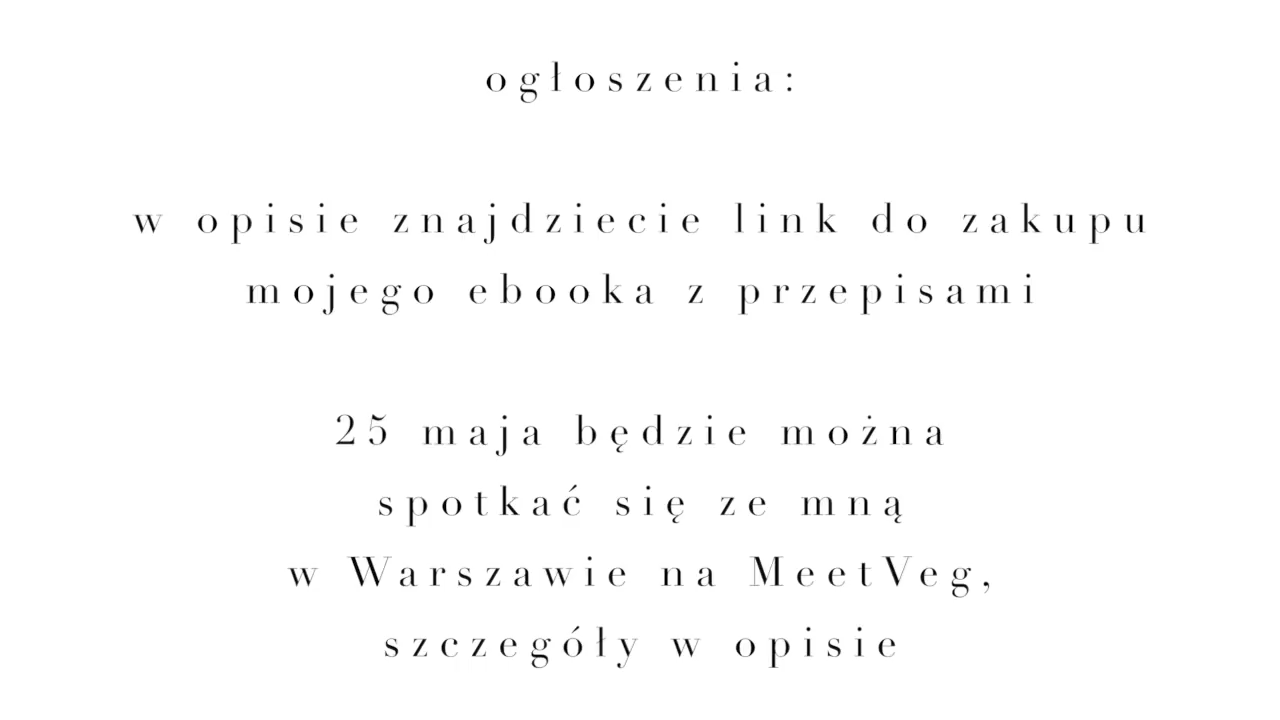 ogłoszenia:
w opisie znajdziecie link do zakupu
mojego ebooka z przepisami
25 maja będzie można
spotkać się ze mną
w Warszawie na MeetVeg,
szczegóły w opisie